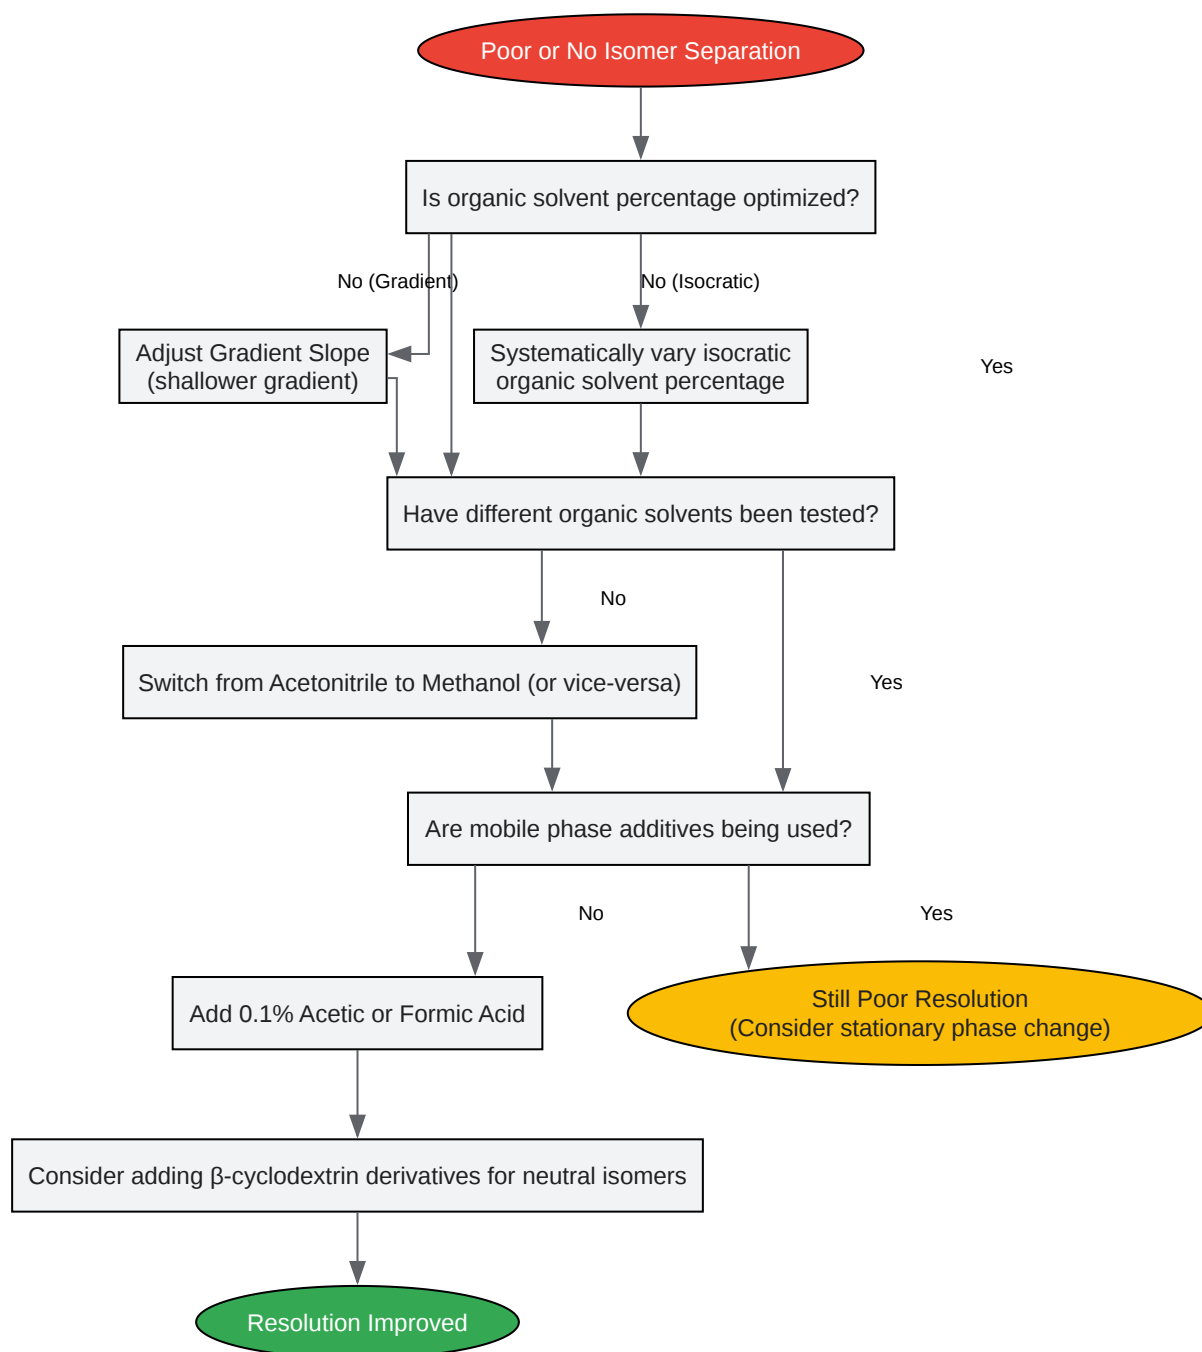 Poor or No Isomer Separation
Is organic solvent percentage optimized?
No (Gradient)
No (Isocratic)
Adjust Gradient Slope
(shallower gradient)
Systematically vary isocratic
organic solvent percentage
Yes
Have different organic solvents been tested?
No
Switch from Acetonitrile to Methanol (or vice-versa)
Yes
Are mobile phase additives being used?
No
Yes
Add 0.1% Acetic or Formic Acid
Still Poor Resolution
(Consider stationary phase change)
Consider adding β-cyclodextrin derivatives for neutral isomers
Resolution Improved